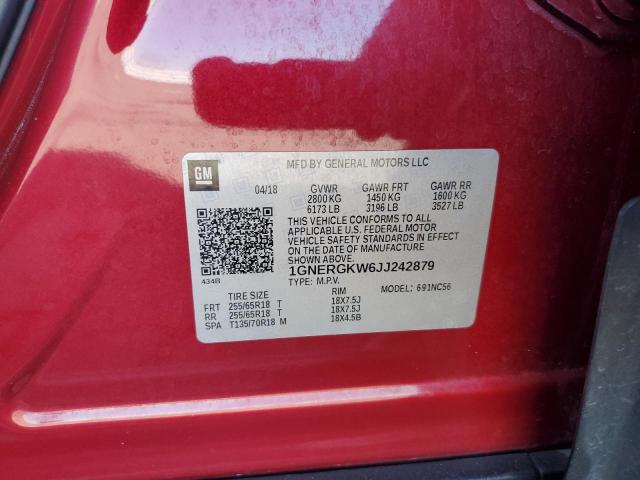 GM
MFD BY GENERAL MOTORS LLC
04/18 GVWR GAWR FRT GAWR RR
2800 KG 1450 KG 1600 KG
6173 LB 3196 LB 3527 LB
THIS VEHICLE CONFORMS TO ALL
APPLICABLE U.S. FEDERAL MOTOR
VEHICLE SAFETY STANDARDS IN EFFECT
ON THE DATE OF MANUFACTURE
SHOWN ABOVE.
1GNERGKW6JJ242879
434B TYPE: M.P.V. MODEL: 691NC56
TIRE SIZE RIM
FRT 255/65R18 T 18X7.5J
RR 255/65R18 T 18X7.5J
SPA T135/70R18 M 18X4.5B